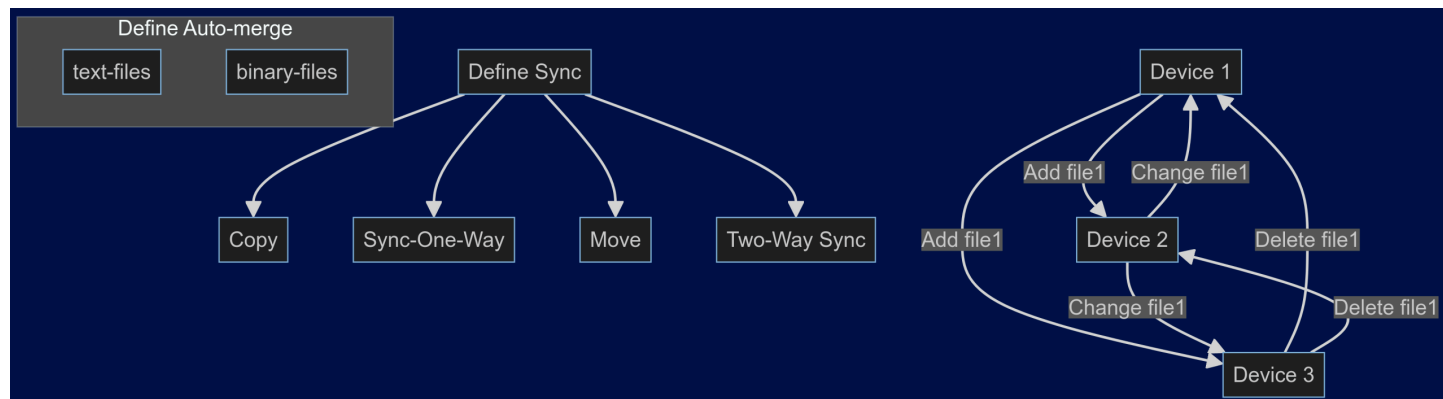 Define Auto-merge
text-files
binary-files
Define Sync
Copy
Sync-One-Way
Move
Two-Way Sync
Device 1
Add file1
Change file1
Add file1
Device 2
Delete file1
Change file1
Delete file1
Device 3